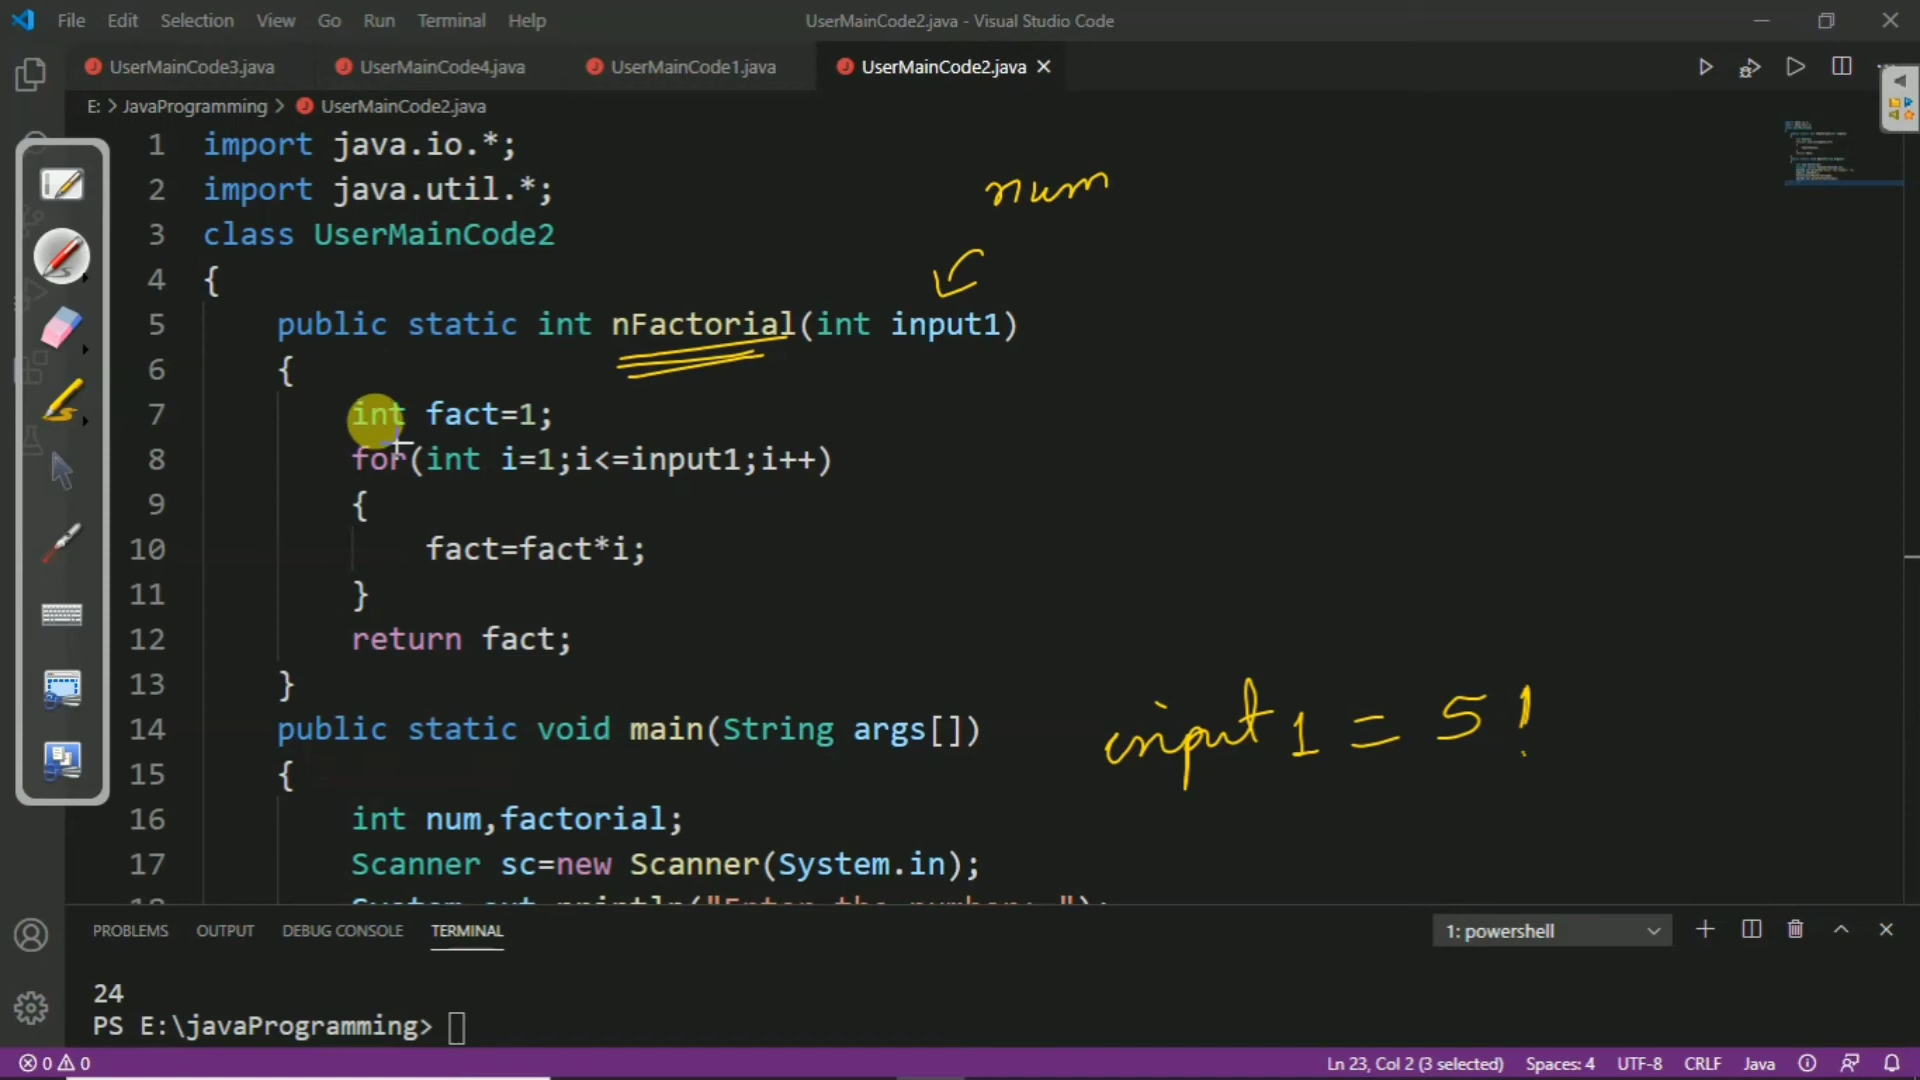 File Edit Selection View Go Run Terminal Help
UserMainCode2.java - Visual Studio Code
UserMainCode3.java UserMainCode4.java UserMainCode1.java UserMainCode2.java
E: > JavaProgramming > UserMainCode2.java
1 import java.io.*;
2 import java.util.*;
num
3 class UserMainCode2
4 {
5 public static int nFactorial(int input1)
6 {
7 int fact=1;
8 for(int i=1;i<=input1;i++)
9 {
10 fact=fact*i;
11 }
12 return fact;
13 }
14 public static void main(String args[])
input 1 = 5 !
15 {
16 int num,factorial;
17 Scanner sc=new Scanner(System.in);
PROBLEMS OUTPUT DEBUG CONSOLE TERMINAL
1: powershell
24
PS E:\javaProgramming>
0 0
Ln 23, Col 2 (3 selected) Spaces: 4 UTF-8 CRLF Java